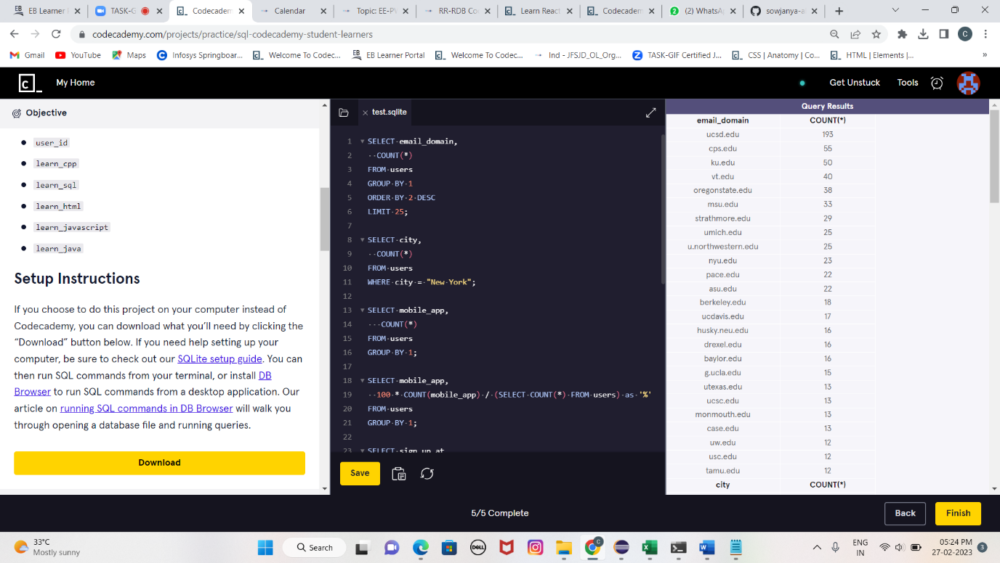 EB Learner
TASK-G
Codecadem
Calendar
Topic: EE-PV
RR-RDB Co
Learn React
Codecadem
(2) WhatsA
sowjanya-a
codecademy.com/projects/practice/sql-codecademy-student-learners
C
Gmail
YouTube
Maps
Infosys Springboar...
Welcome To Codec...
EB Learner Portal
Welcome To Codec...
Ind - JFSJD_OL_Org...
TASK-GIF Certified J...
CSS | Anatomy | Co...
HTML | Elements |...
»
My Home
Get Unstuck
Tools
Objective
user_id
learn_cpp
learn_sql
learn_html
learn_javascript
learn_java
Setup Instructions
If you choose to do this project on your computer instead of
Codecademy, you can download what you'll need by clicking the
“Download” button below. If you need help setting up your
computer, be sure to check out our SQLite setup guide. You can
then run SQL commands from your terminal, or install DB
Browser to run SQL commands from a desktop application. Our
article on running SQL commands in DB Browser will walk you
through opening a database file and running queries.
Download
test.sqlite
1 SELECT email_domain,
2 COUNT(*)
3 FROM users
4 GROUP BY 1
5 ORDER BY 2 DESC
6 LIMIT 25;
7
8 SELECT city,
9 COUNT(*)
10 FROM users
11 WHERE city = "New York";
12
13 SELECT mobile_app,
14 COUNT(*)
15 FROM users
16 GROUP BY 1;
17
18 SELECT mobile_app,
19 100 * COUNT(mobile_app) / (SELECT COUNT(*) FROM users) as '%'
20 FROM users
21 GROUP BY 1;
22
23 SELECT sign_up_at
Save
Query Results
email_domain COUNT(*)
ucsd.edu 193
cps.edu 55
ku.edu 50
vt.edu 40
oregonstate.edu 38
msu.edu 33
strathmore.edu 29
umich.edu 25
u.northwestern.edu 25
nyu.edu 23
pace.edu 22
asu.edu 22
berkeley.edu 18
ucdavis.edu 17
husky.neu.edu 16
drexel.edu 16
baylor.edu 16
g.ucla.edu 15
utexas.edu 13
ucsc.edu 13
monmouth.edu 13
case.edu 13
uw.edu 12
usc.edu 12
tamu.edu 12
city COUNT(*)
5/5 Complete
Back
Finish
33°C
Mostly sunny
Search
DELL
C
ENG
IN
05:24 PM
27-02-2023
3